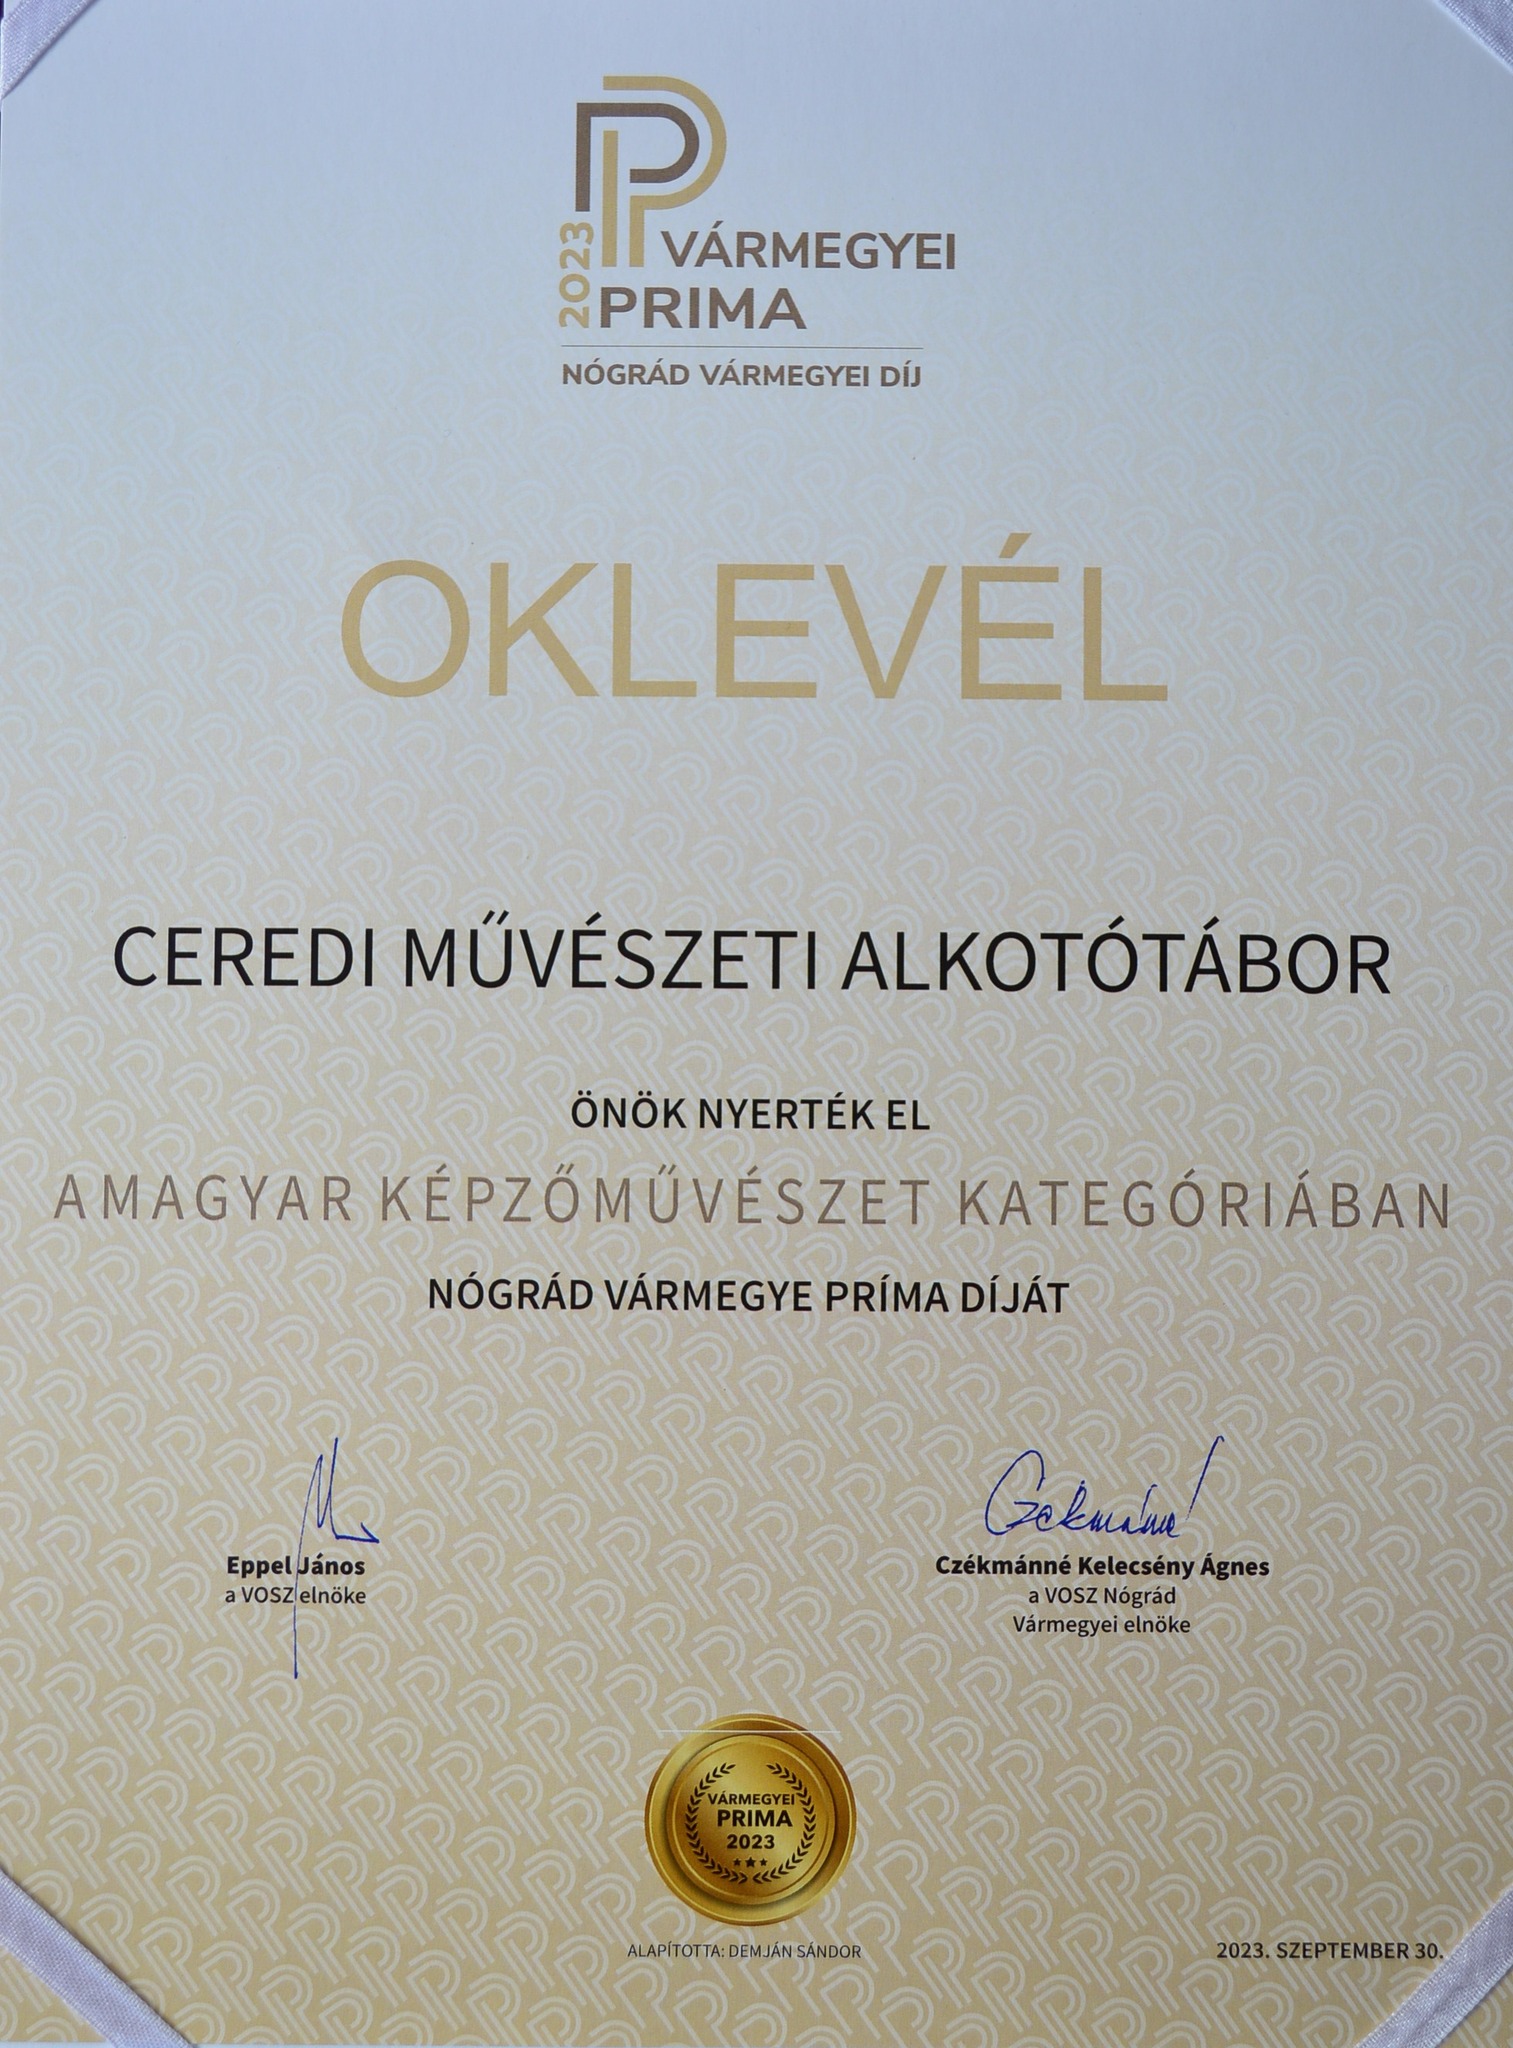 2023
VÁRMEGYEI
PRIMA
NÓGRÁD VÁRMEGYEI DÍJ
OKLEVÉL
CEREDI MŰVÉSZETI ALKOTÓTÁBOR
ÖNÖK NYERTÉK EL
A MAGYAR KÉPZŐMŰVÉSZET KATEGÓRIÁBAN
NÓGRÁD VÁRMEGYE PRÍMA DÍJÁT
Czékmánné
Eppel János
a VOSZ elnöke
Czékmánné Kelecsény Ágnes
a VOSZ Nógrád
Vármegyei elnöke
VÁRMEGYEI
PRIMA
2023
ALAPÍTOTTA: DEMJÁN SÁNDOR
2023. SZEPTEMBER 30.